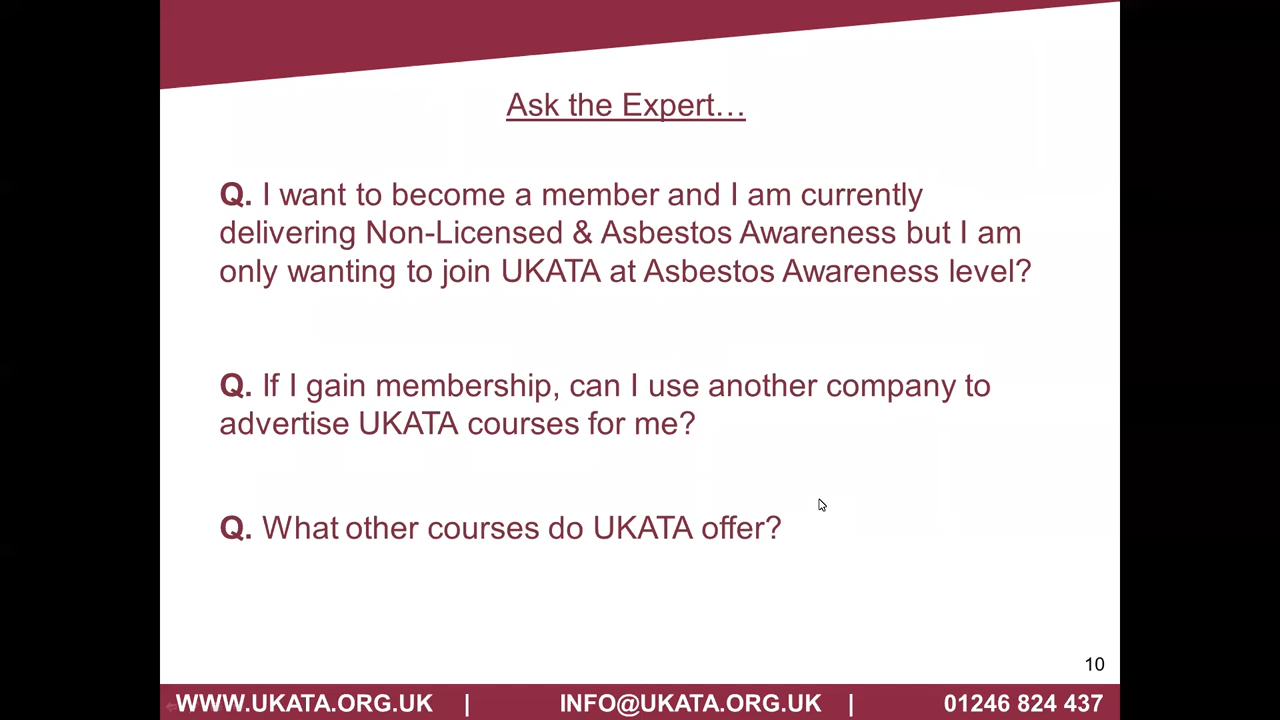 Ask the Expert…
Q. I want to become a member and I am currently
delivering Non-Licensed & Asbestos Awareness but I am
only wanting to join UKATA at Asbestos Awareness level?
Q. If I gain membership, can I use another company to
advertise UKATA courses for me?
Q. What other courses do UKATA offer?
10
WWW.UKATA.ORG.UK | INFO@UKATA.ORG.UK | 01246 824 437